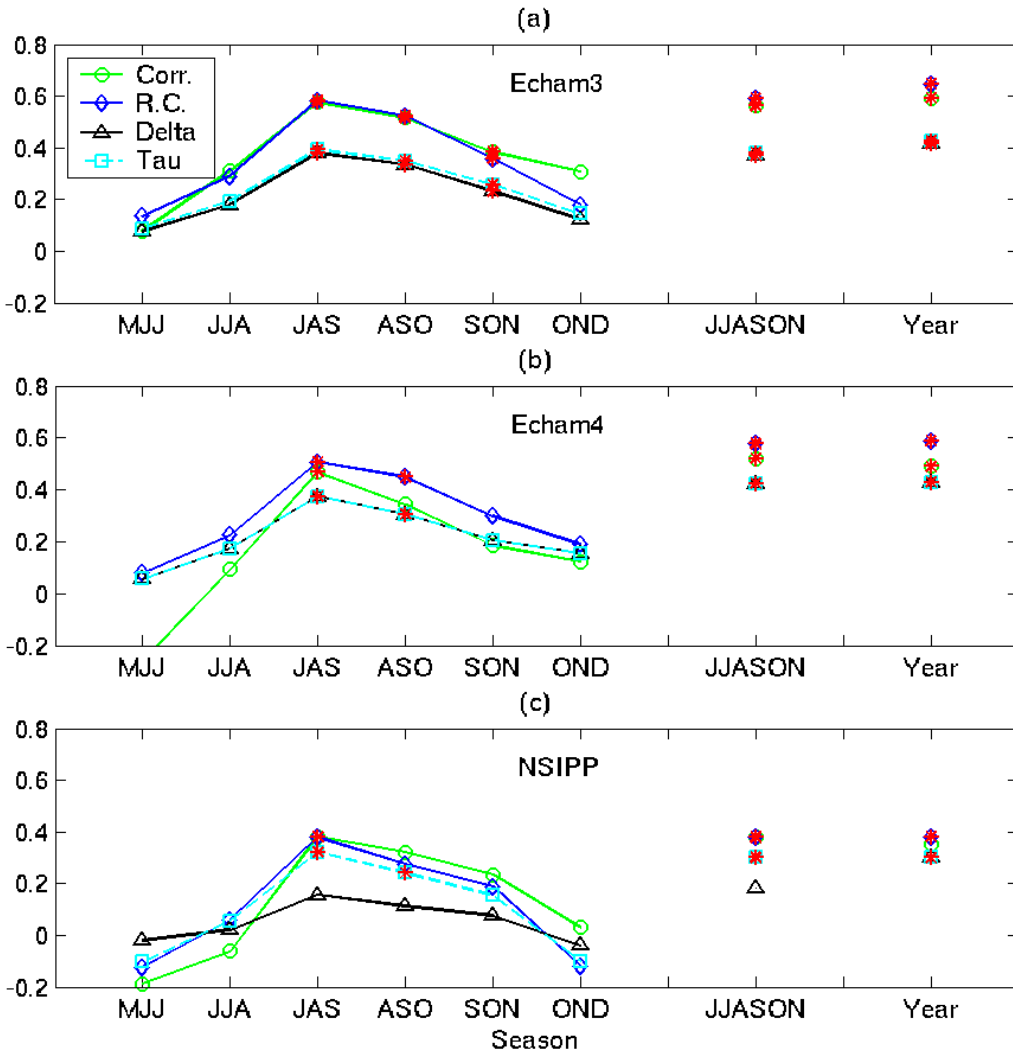 (a)
0.8
0.6
0.4
0.2
0
-0.2
Corr.
R.C.
Delta
Tau
Echam3
MJJ JJA JAS ASO SON OND JJASON Year
(b)
0.8
0.6
0.4
0.2
0
-0.2
Echam4
MJJ JJA JAS ASO SON OND JJASON Year
(c)
0.8
0.6
0.4
0.2
0
-0.2
NSIPP
MJJ JJA JAS ASO SON OND JJASON Year
Season